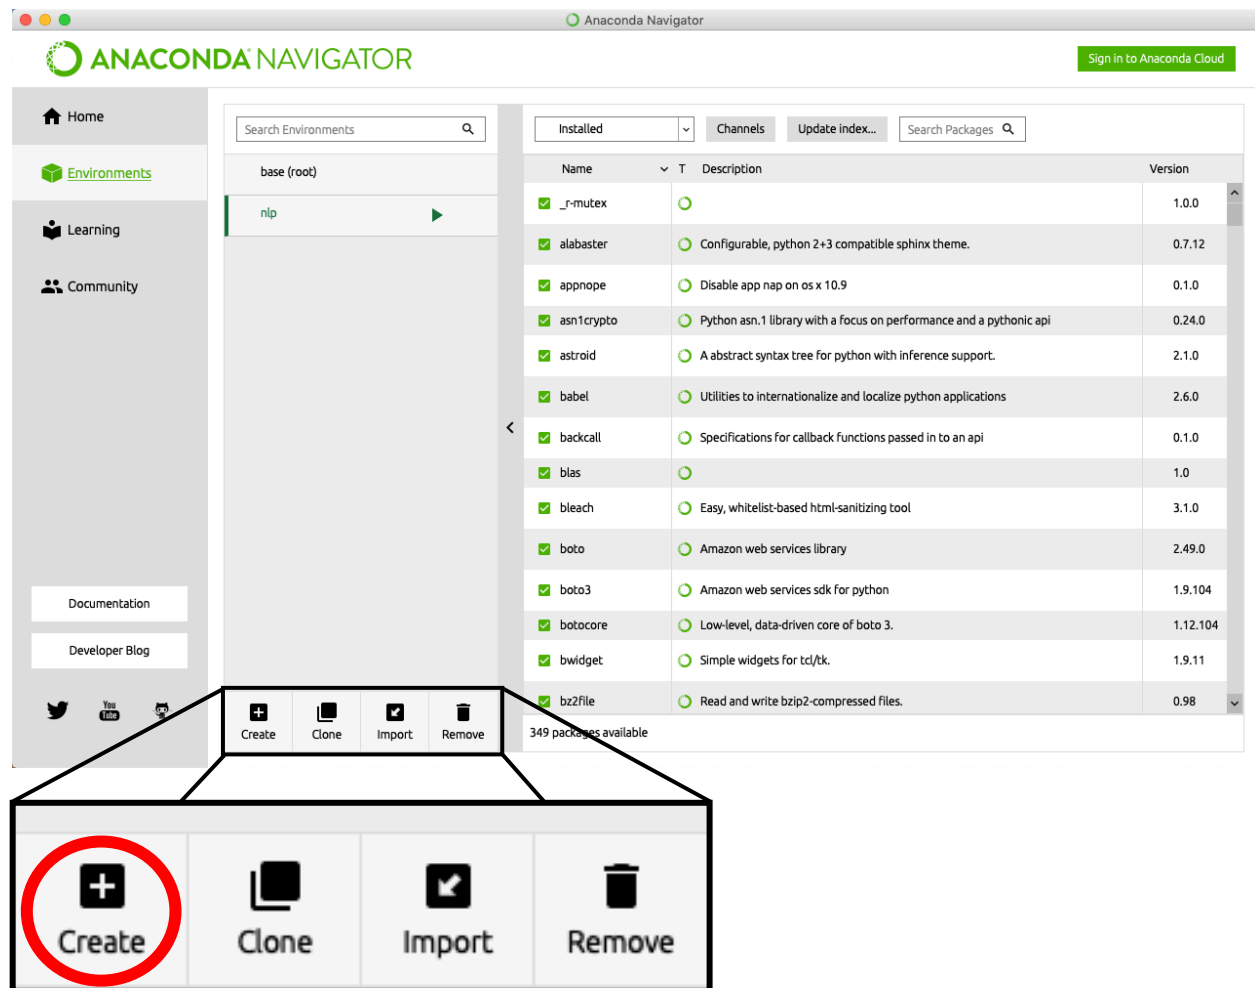 Anaconda Navigator
ANACONDA NAVIGATOR
Sign in to Anaconda Cloud
Home
Environments
Learning
Community
Documentation
Developer Blog
You
Tube
Search Environments
base (root)
nlp
Create Clone Import Remove
Installed Channels Update index... Search Packages
Name T Description Version
_r-mutex 1.0.0
alabaster Configurable, python 2+3 compatible sphinx theme. 0.7.12
appnope Disable app nap on os x 10.9 0.1.0
asn1crypto Python asn.1 library with a focus on performance and a pythonic api 0.24.0
astroid A abstract syntax tree for python with inference support. 2.1.0
babel Utilities to internationalize and localize python applications 2.6.0
backcall Specifications for callback functions passed in to an api 0.1.0
blas 1.0
bleach Easy, whitelist-based html-sanitizing tool 3.1.0
boto Amazon web services library 2.49.0
boto3 Amazon web services sdk for python 1.9.104
botocore Low-level, data-driven core of boto 3. 1.12.104
bwidget Simple widgets for tcl/tk. 1.9.11
bz2file Read and write bzip2-compressed files. 0.98
349 packages available
Create Clone Import Remove